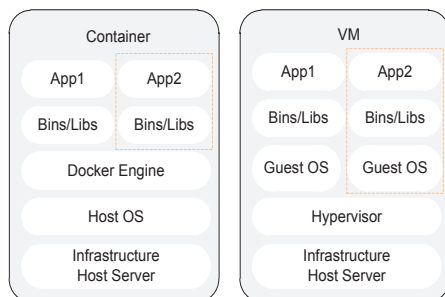 Container
App1 App2
Bins/Libs Bins/Libs
Docker Engine
Host OS
Infrastructure
Host Server
VM
App1 App2
Bins/Libs Bins/Libs
Guest OS Guest OS
Hypervisor
Infrastructure
Host Server